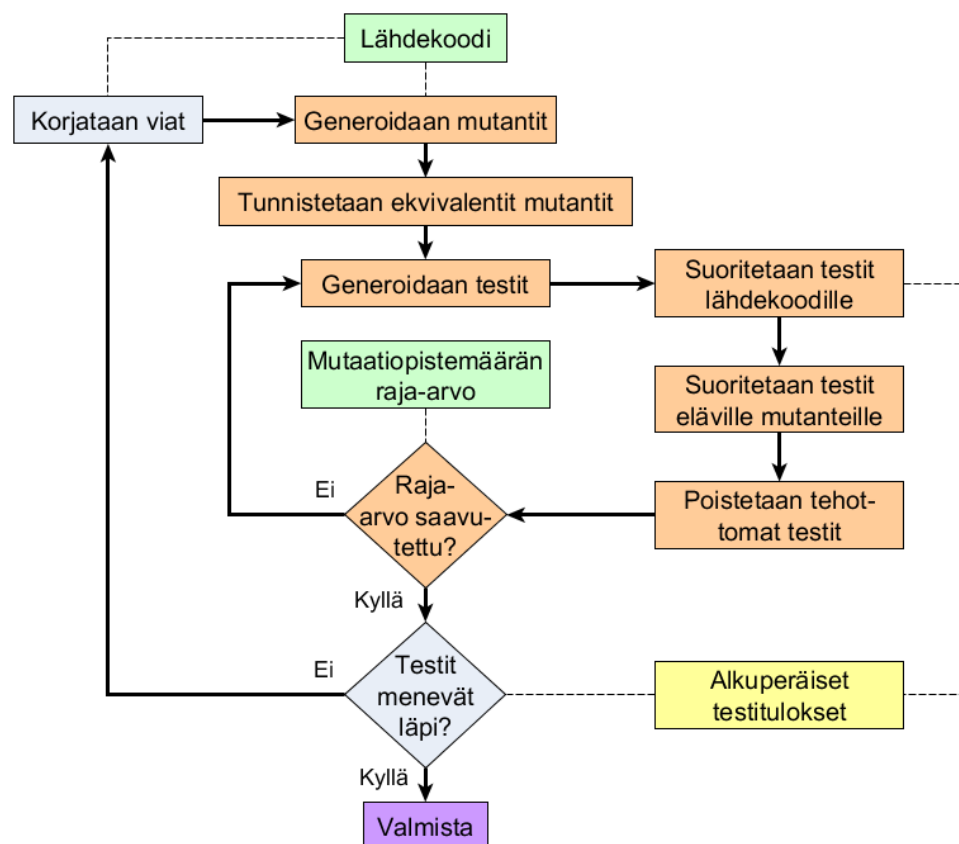 Lähdekoodi
Korjataan viat
Generoidaan mutantit
Tunnistetaan ekvivalentit mutantit
Generoidaan testit
Suoritetaan testit
lähdekoodille
Mutaatiopistemäärän
raja-arvo
Suoritetaan testit
eläville mutanteille
Ei
Raja-
arvo saavu-
tettu?
Poistetaan tehot-
tomat testit
Kyllä
Ei
Testit
menevät
läpi?
Alkuperäiset
testitulokset
Kyllä
Valmista